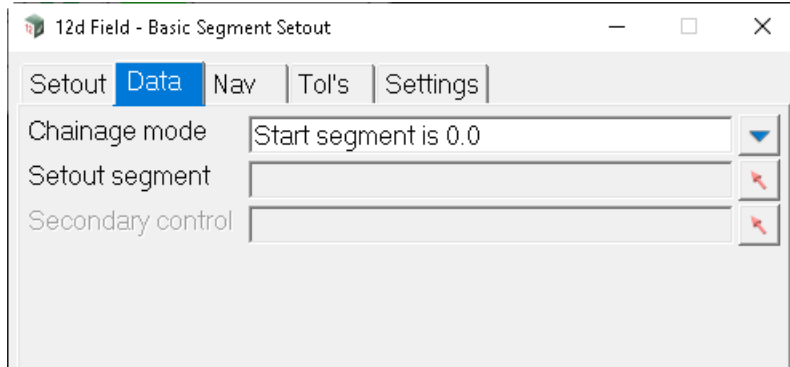 12d Field - Basic Segment Setout
Setout Data Nav Tol's Settings
Chainage mode Start segment is 0.0
Setout segment
Secondary control